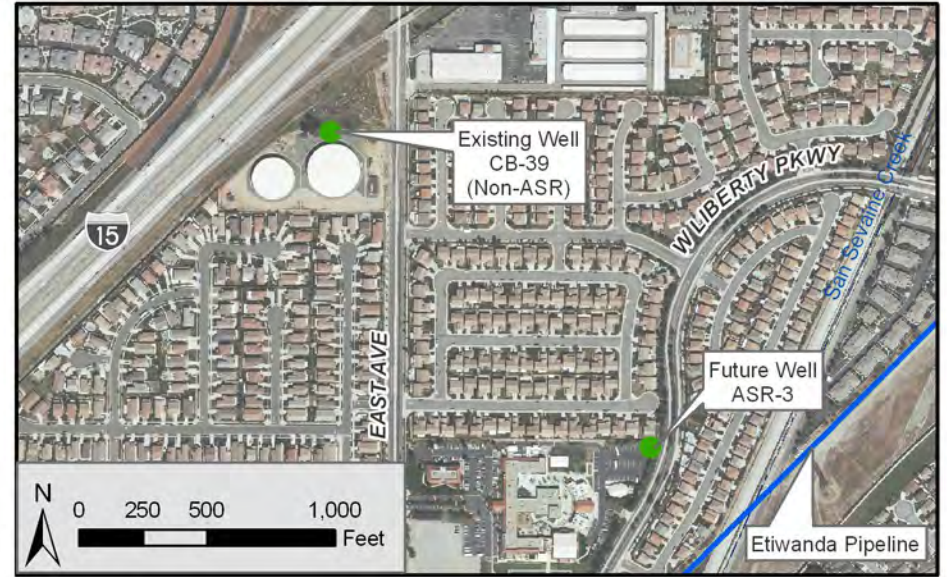 Existing Well
CB-39
(Non-ASR)
W LIBERTY PKWY
San Sevaine Creek
15
EAST AVE
Future Well
ASR-3
Etiwanda Pipeline
N
0 250 500 1,000
Feet